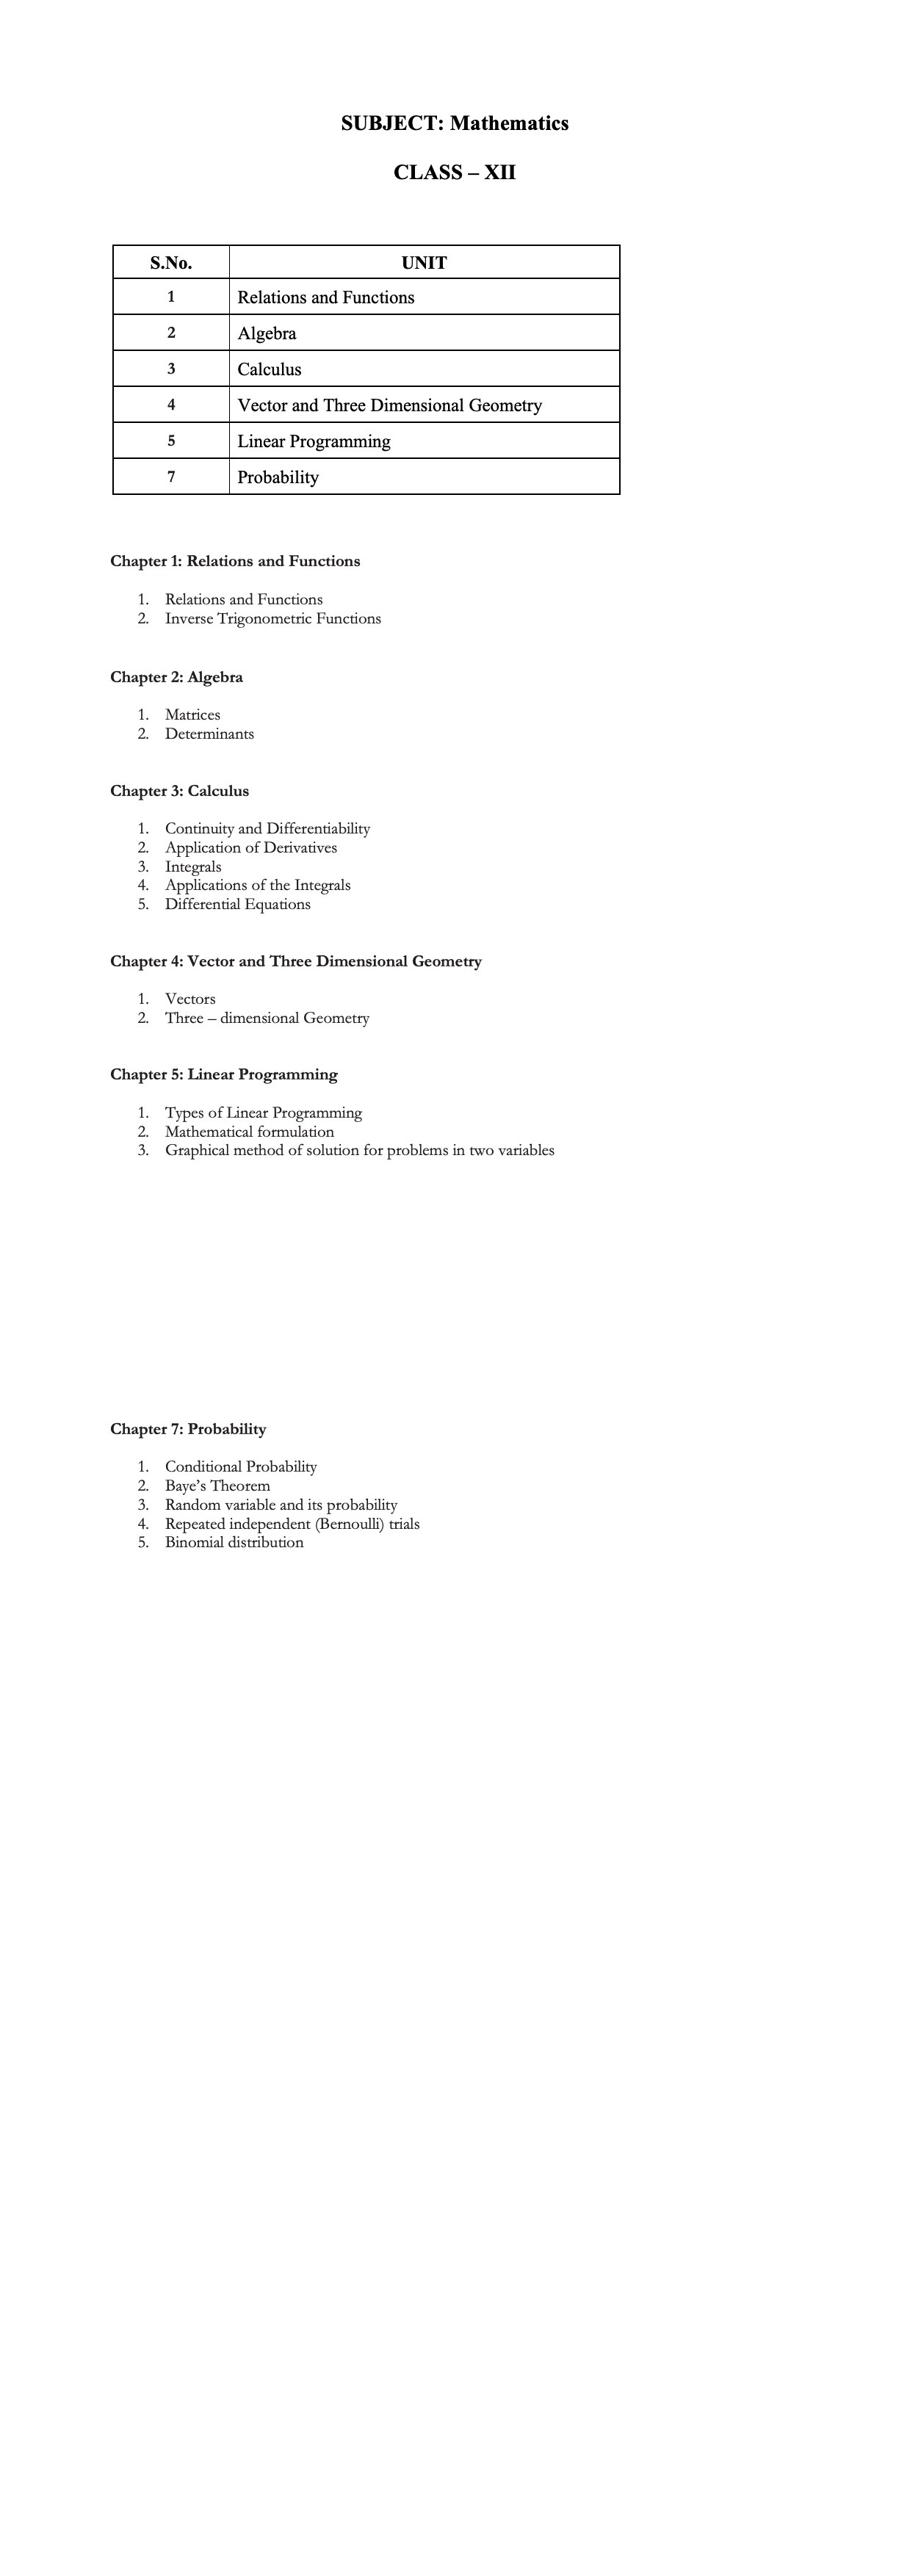 SUBJECT: Mathematics
CLASS – XII
S.No. UNIT
1 Relations and Functions
2 Algebra
3 Calculus
4 Vector and Three Dimensional Geometry
5 Linear Programming
7 Probability
Chapter 1: Relations and Functions
1. Relations and Functions
2. Inverse Trigonometric Functions
Chapter 2: Algebra
1. Matrices
2. Determinants
Chapter 3: Calculus
1. Continuity and Differentiability
2. Application of Derivatives
3. Integrals
4. Applications of the Integrals
5. Differential Equations
Chapter 4: Vector and Three Dimensional Geometry
1. Vectors
2. Three – dimensional Geometry
Chapter 5: Linear Programming
1. Types of Linear Programming
2. Mathematical formulation
3. Graphical method of solution for problems in two variables
Chapter 7: Probability
1. Conditional Probability
2. Baye’s Theorem
3. Random variable and its probability
4. Repeated independent (Bernoulli) trials
5. Binomial distribution